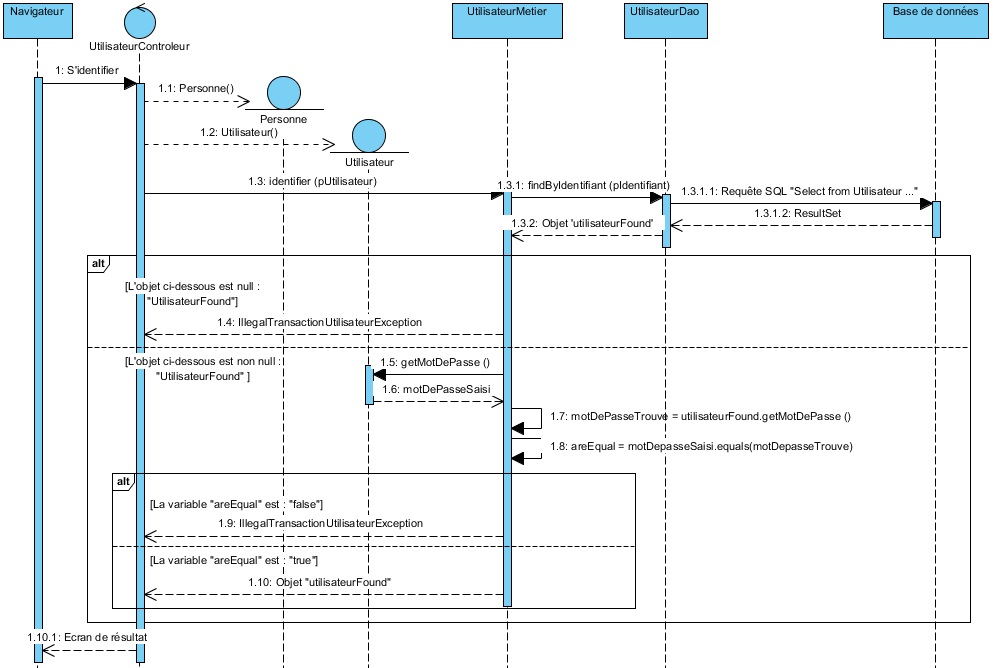 Navigateur
UtilisateurControleur
UtilisateurMetier
UtilisateurDao
Base de données
1: S'identifier
1.1: Personne()
Personne
1.2: Utilisateur()
Utilisateur
1.3: identifier (pUtilisateur)
1.3.1: findByIdentifiant (pIdentifiant)
1.3.1.1: Requête SQL "Select from Utilisateur ..."
1.3.1.2: ResultSet
1.3.2: Objet 'utilisateurFound'
alt
[L'objet ci-dessous est null :
"UtilisateurFound"]
1.4: IllegalTransactionUtilisateurException
[L'objet ci-dessous est non null :
"UtilisateurFound" ]
1.5: getMotDePasse ()
1.6: motDePasseSaisi
1.7: motDePasseTrouve = utilisateurFound.getMotDePasse ()
1.8: areEqual = motDepasseSaisi.equals(motDepasseTrouve)
alt
[La variable "areEqual" est : "false"]
1.9: IllegalTransactionUtilisateurException
[La variable "areEqual" est : "true"]
1.10: Objet "utilisateurFound"
1.10.1: Ecran de résultat